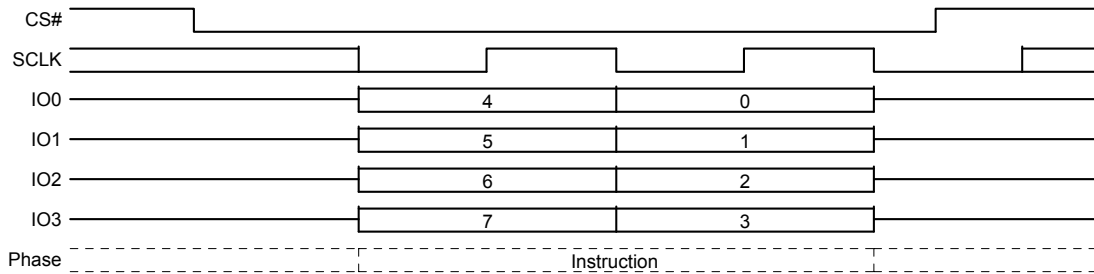 CS#
SCLK
IO0 4 0
IO1 5 1
IO2 6 2
IO3 7 3
Phase Instruction